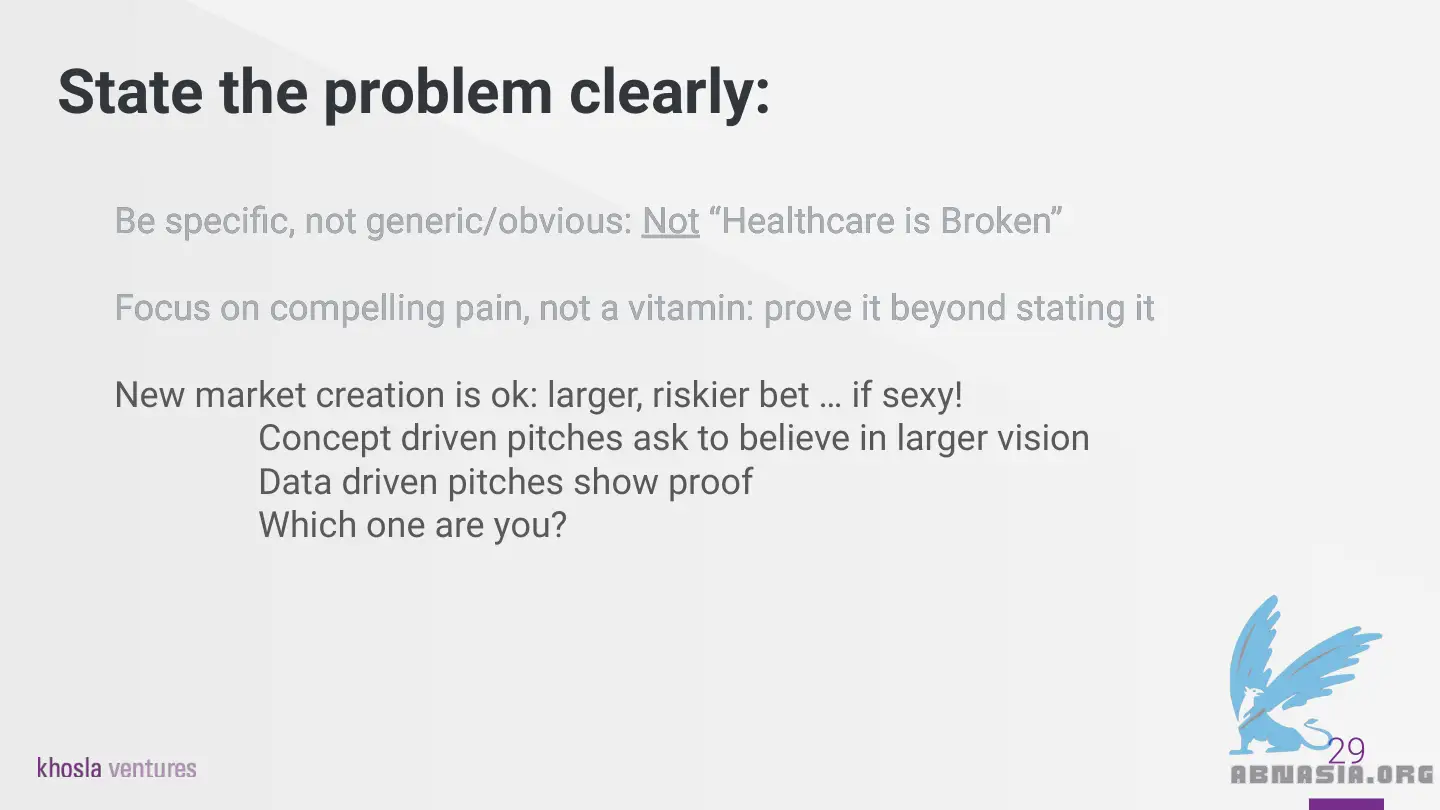 State the problem clearly:
Be specific, not generic/obvious: Not “Healthcare is Broken”
Focus on compelling pain, not a vitamin: prove it beyond stating it
New market creation is ok: larger, riskier bet … if sexy!
Concept driven pitches ask to believe in larger vision
Data driven pitches show proof
Which one are you?
khosla ventures
29
ABNASIA.ORG